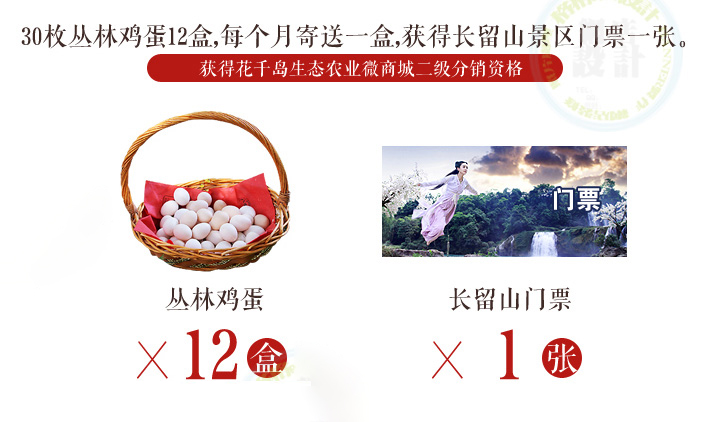 30枚丛林鸡蛋12盒,每个月寄送一盒,获得长留山景区门票一张。
获得花千岛生态农业微商城二级分销资格
门票
丛林鸡蛋
长留山门票
×12盒
×1张